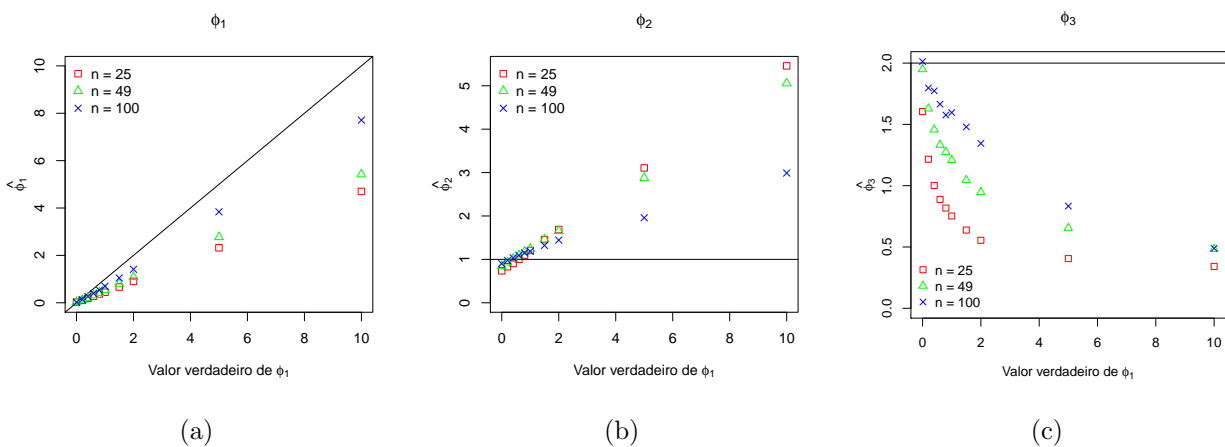 ϕ₁
10
8
6
4
2
0
ϕ̂₁
n = 25
n = 49
n = 100
0 2 4 6 8 10
Valor verdadeiro de ϕ₁
(a)
ϕ₂
5
4
3
2
1
0
ϕ̂₂
n = 25
n = 49
n = 100
0 2 4 6 8 10
Valor verdadeiro de ϕ₁
(b)
ϕ₃
2.0
1.5
1.0
0.5
0.0
ϕ̂₃
n = 25
n = 49
n = 100
0 2 4 6 8 10
Valor verdadeiro de ϕ₁
(c)